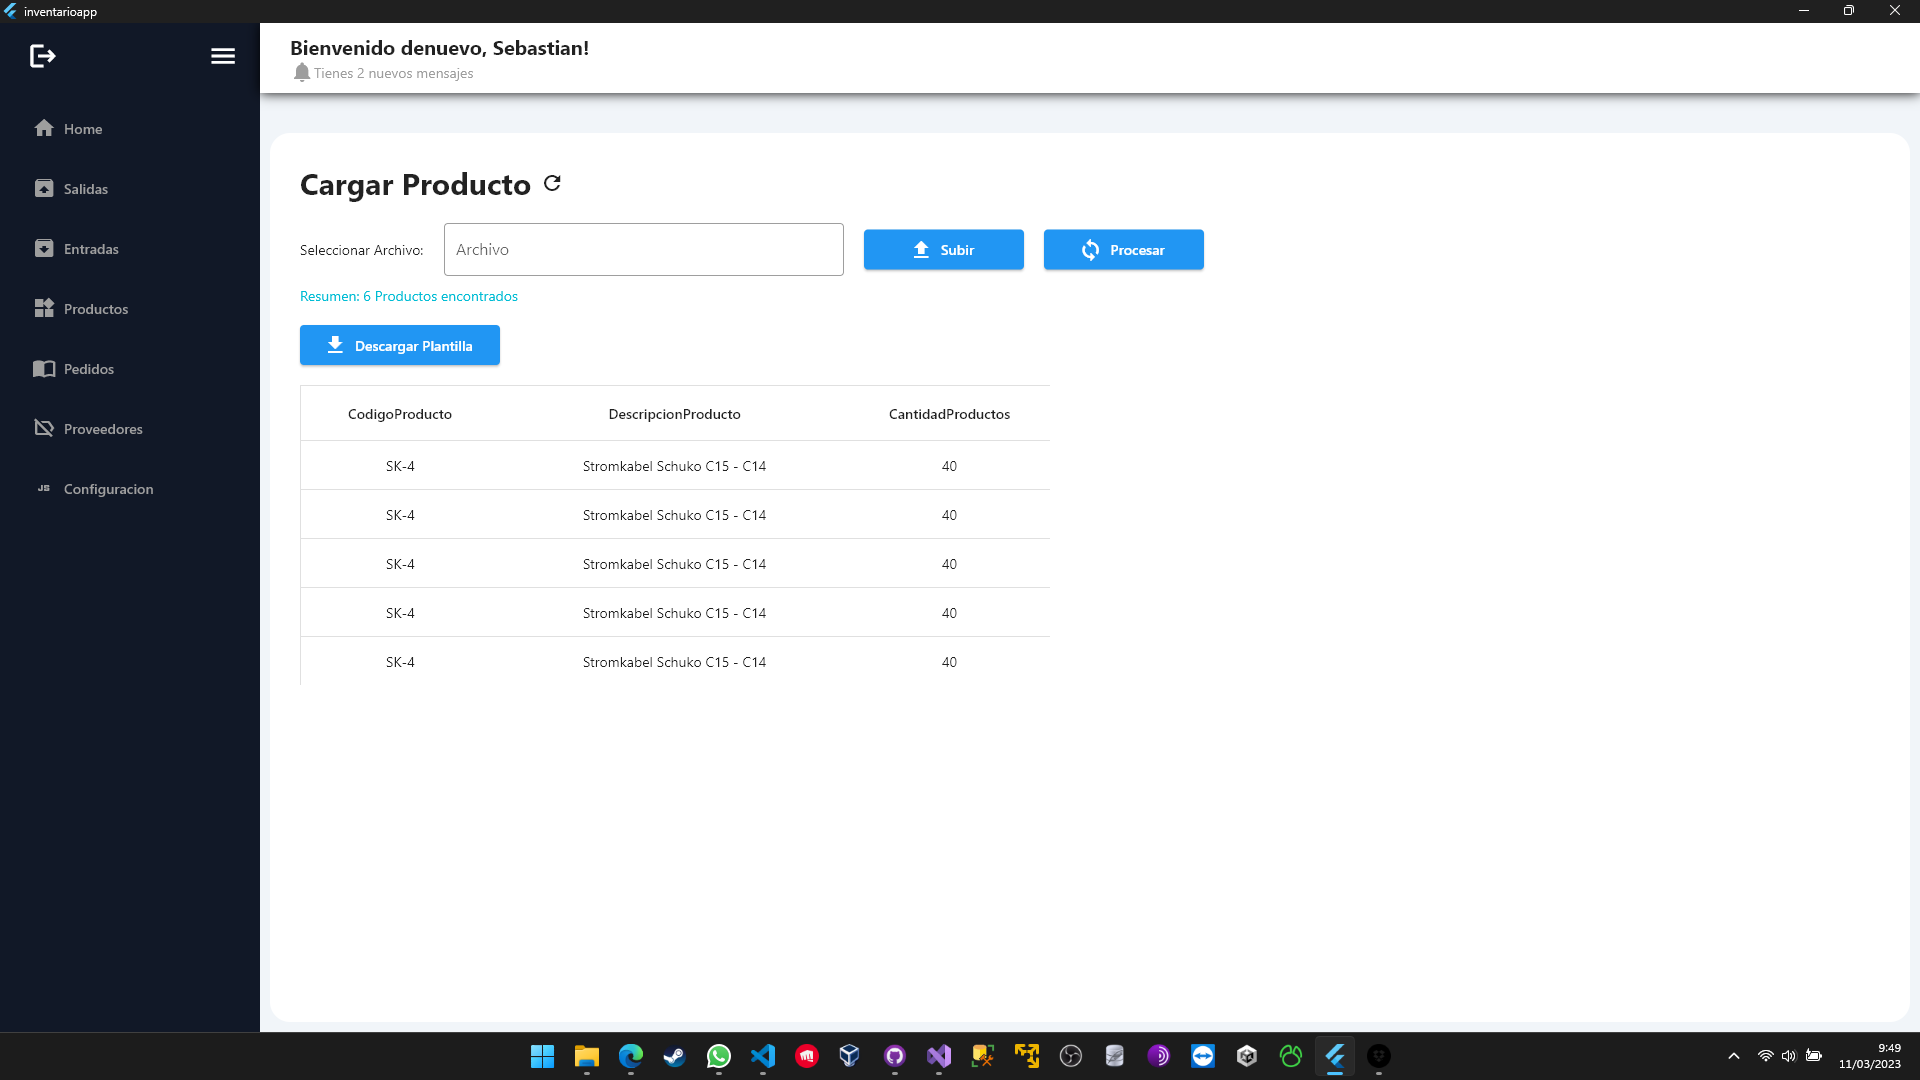 inventarioapp
Bienvenido denuevo, Sebastian!
Tienes 2 nuevos mensajes
Home
Salidas
Entradas
Productos
Pedidos
Proveedores
JS Configuracion
Cargar Producto
Seleccionar Archivo: Archivo Subir Procesar
Resumen: 6 Productos encontrados
Descargar Plantilla
CodigoProducto DescripcionProducto CantidadProductos
SK-4 Stromkabel Schuko C15 - C14 40
SK-4 Stromkabel Schuko C15 - C14 40
SK-4 Stromkabel Schuko C15 - C14 40
SK-4 Stromkabel Schuko C15 - C14 40
SK-4 Stromkabel Schuko C15 - C14 40
9:49
11/03/2023